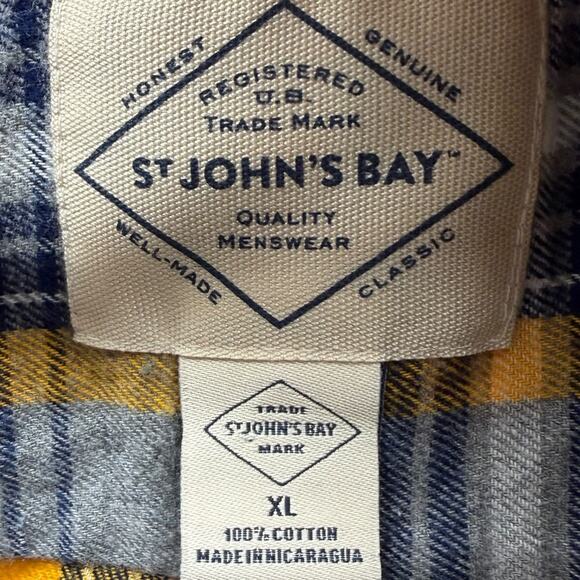 HONEST
GENUINE
REGISTERED
U.S.
TRADE MARK
ST JOHN'S BAY™
QUALITY
MENSWEAR
WELL-MADE
CLASSIC
TRADE
ST JOHN'S BAY
MARK
XL
100% COTTON
MADE IN NICARAGUA